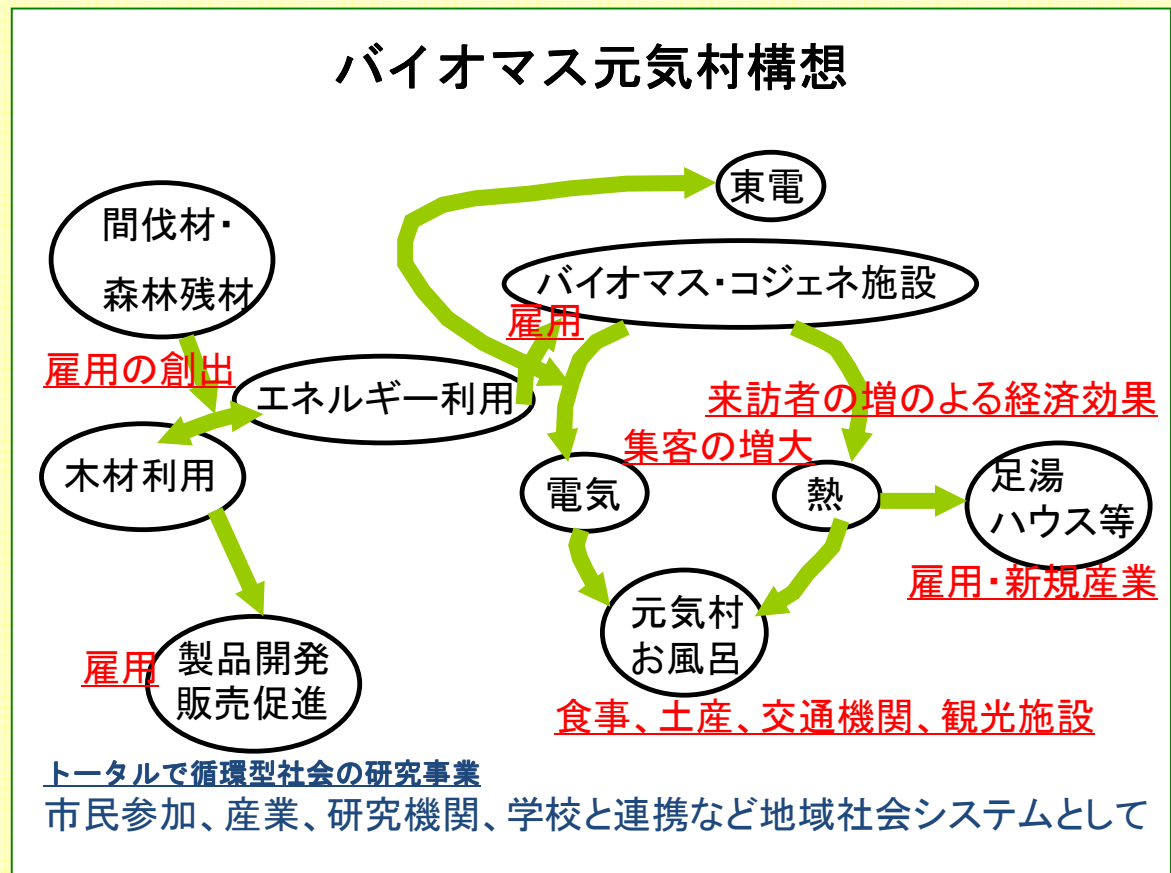 バイオマス元気村構想
東電
間伐材・
森林残材
バイオマス・コジェネ施設
雇用
雇用の創出
エネルギー利用
来訪者の増のよる経済効果
集客の増大
木材利用
電気
熱
足湯
ハウス等
雇用・新規産業
元気村
お風呂
雇用
製品開発
販売促進
食事、土産、交通機関、観光施設
トータルで循環型社会の研究事業
市民参加、産業、研究機関、学校と連携など地域社会システムとして